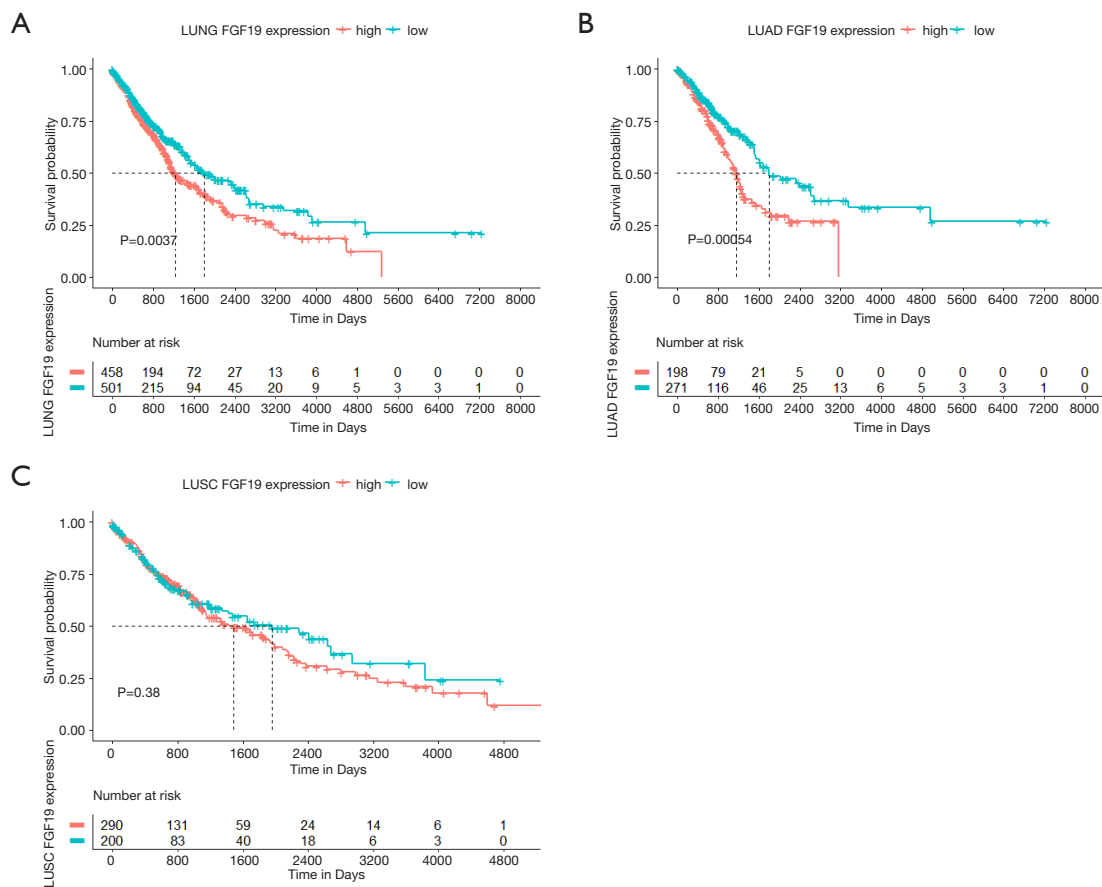 A
LUNG FGF19 expression high low
Survival probability
1.00
0.75
0.50
0.25
0.00
P=0.0037
0 800 1600 2400 3200 4000 4800 5600 6400 7200 8000
Time in Days
LUNG FGF19 expression
Number at risk
458 194 72 27 13 6 1 0 0 0 0
501 215 94 45 20 9 5 3 3 1 0
0 800 1600 2400 3200 4000 4800 5600 6400 7200 8000
Time in Days
B
LUAD FGF19 expression high low
Survival probability
1.00
0.75
0.50
0.25
0.00
P=0.00054
0 800 1600 2400 3200 4000 4800 5600 6400 7200 8000
Time in Days
LUAD FGF19 expression
Number at risk
198 79 21 5 0 0 0 0 0 0 0
271 116 46 25 13 6 5 3 3 1 0
0 800 1600 2400 3200 4000 4800 5600 6400 7200 8000
Time in Days
C
LUSC FGF19 expression high low
Survival probability
1.00
0.75
0.50
0.25
0.00
P=0.38
0 800 1600 2400 3200 4000 4800
Time in Days
LUSC FGF19 expression
Number at risk
290 131 59 24 14 6 1
200 83 40 18 6 3 0
0 800 1600 2400 3200 4000 4800
Time in Days